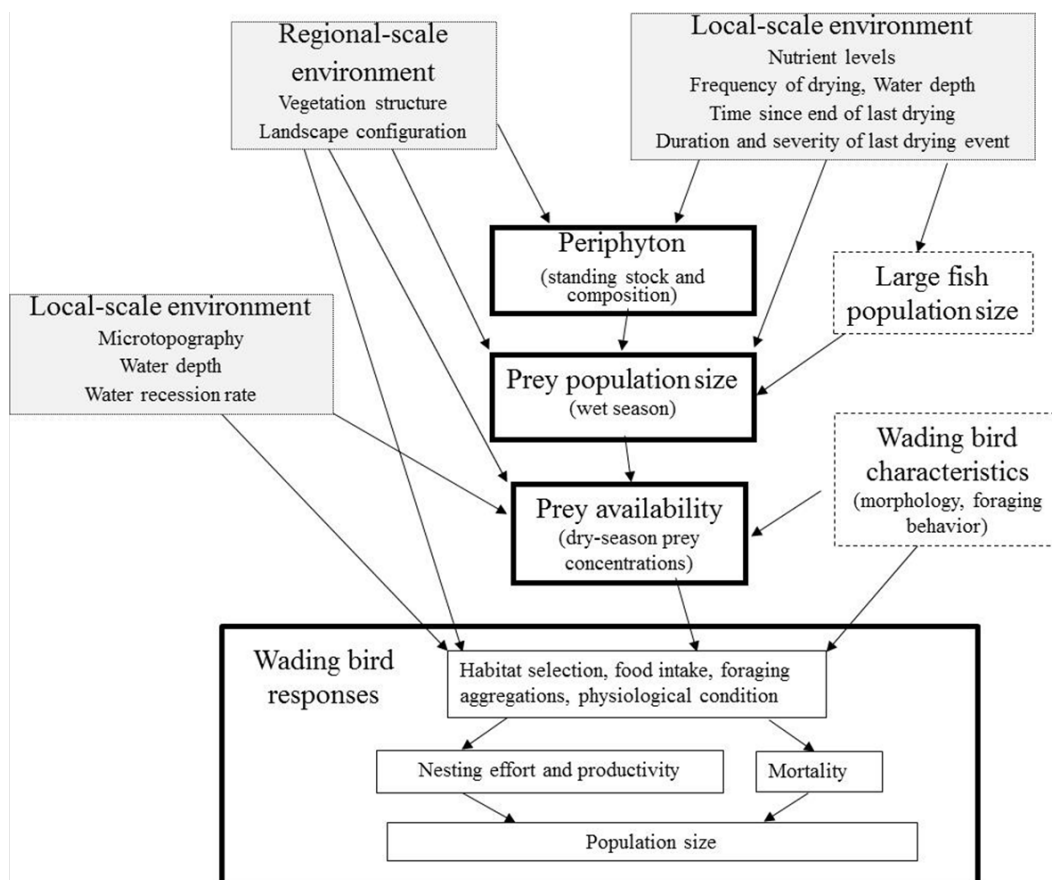 Regional-scale
environment
Vegetation structure
Landscape configuration
Local-scale environment
Nutrient levels
Frequency of drying, Water depth
Time since end of last drying
Duration and severity of last drying event
Periphyton
(standing stock and
composition)
Large fish
population size
Local-scale environment
Microtopography
Water depth
Water recession rate
Prey population size
(wet season)
Wading bird
characteristics
(morphology, foraging
behavior)
Prey availability
(dry-season prey
concentrations)
Wading bird
responses
Habitat selection, food intake, foraging
aggregations, physiological condition
Nesting effort and productivity
Mortality
Population size